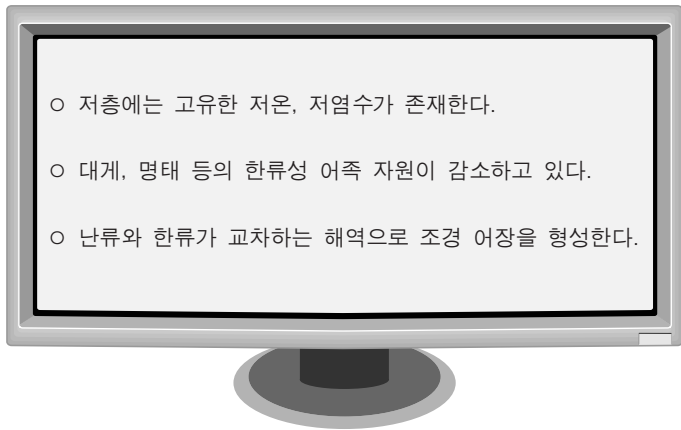 ○ 저층에는 고유한 저온, 저염수가 존재한다.
○ 대게, 명태 등의 한류성 어족 자원이 감소하고 있다.
○ 난류와 한류가 교차하는 해역으로 조경 어장을 형성한다.